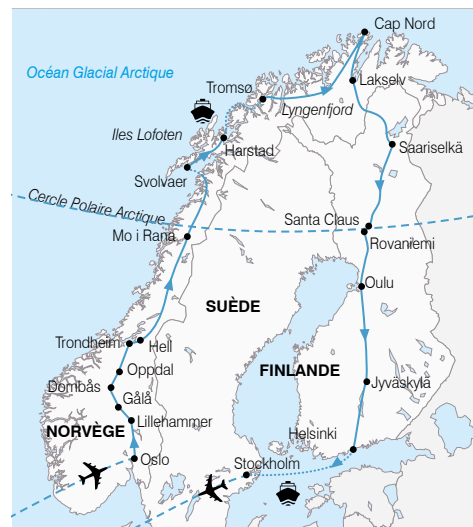 Cap Nord
Océan Glacial Arctique
Lakselv
Tromsø
Lyngenfjord
Iles Lofoten
Harstad
Saariselkä
Svolvaer
Cercle Polaire Arctique
Santa Claus
Mo i Rana
Rovaniemi
Oulu
SUÈDE
Trondheim
Hell
Oppdal
FINLANDE
Dombås
Jyväskylä
Gålå
Lillehammer
NORVÈGE
Helsinki
Oslo
Stockholm